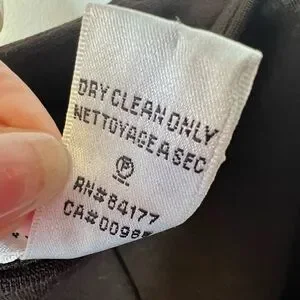 DRY CLEAN ONLY
NETTOYAGE A SEC
P
RN#84177